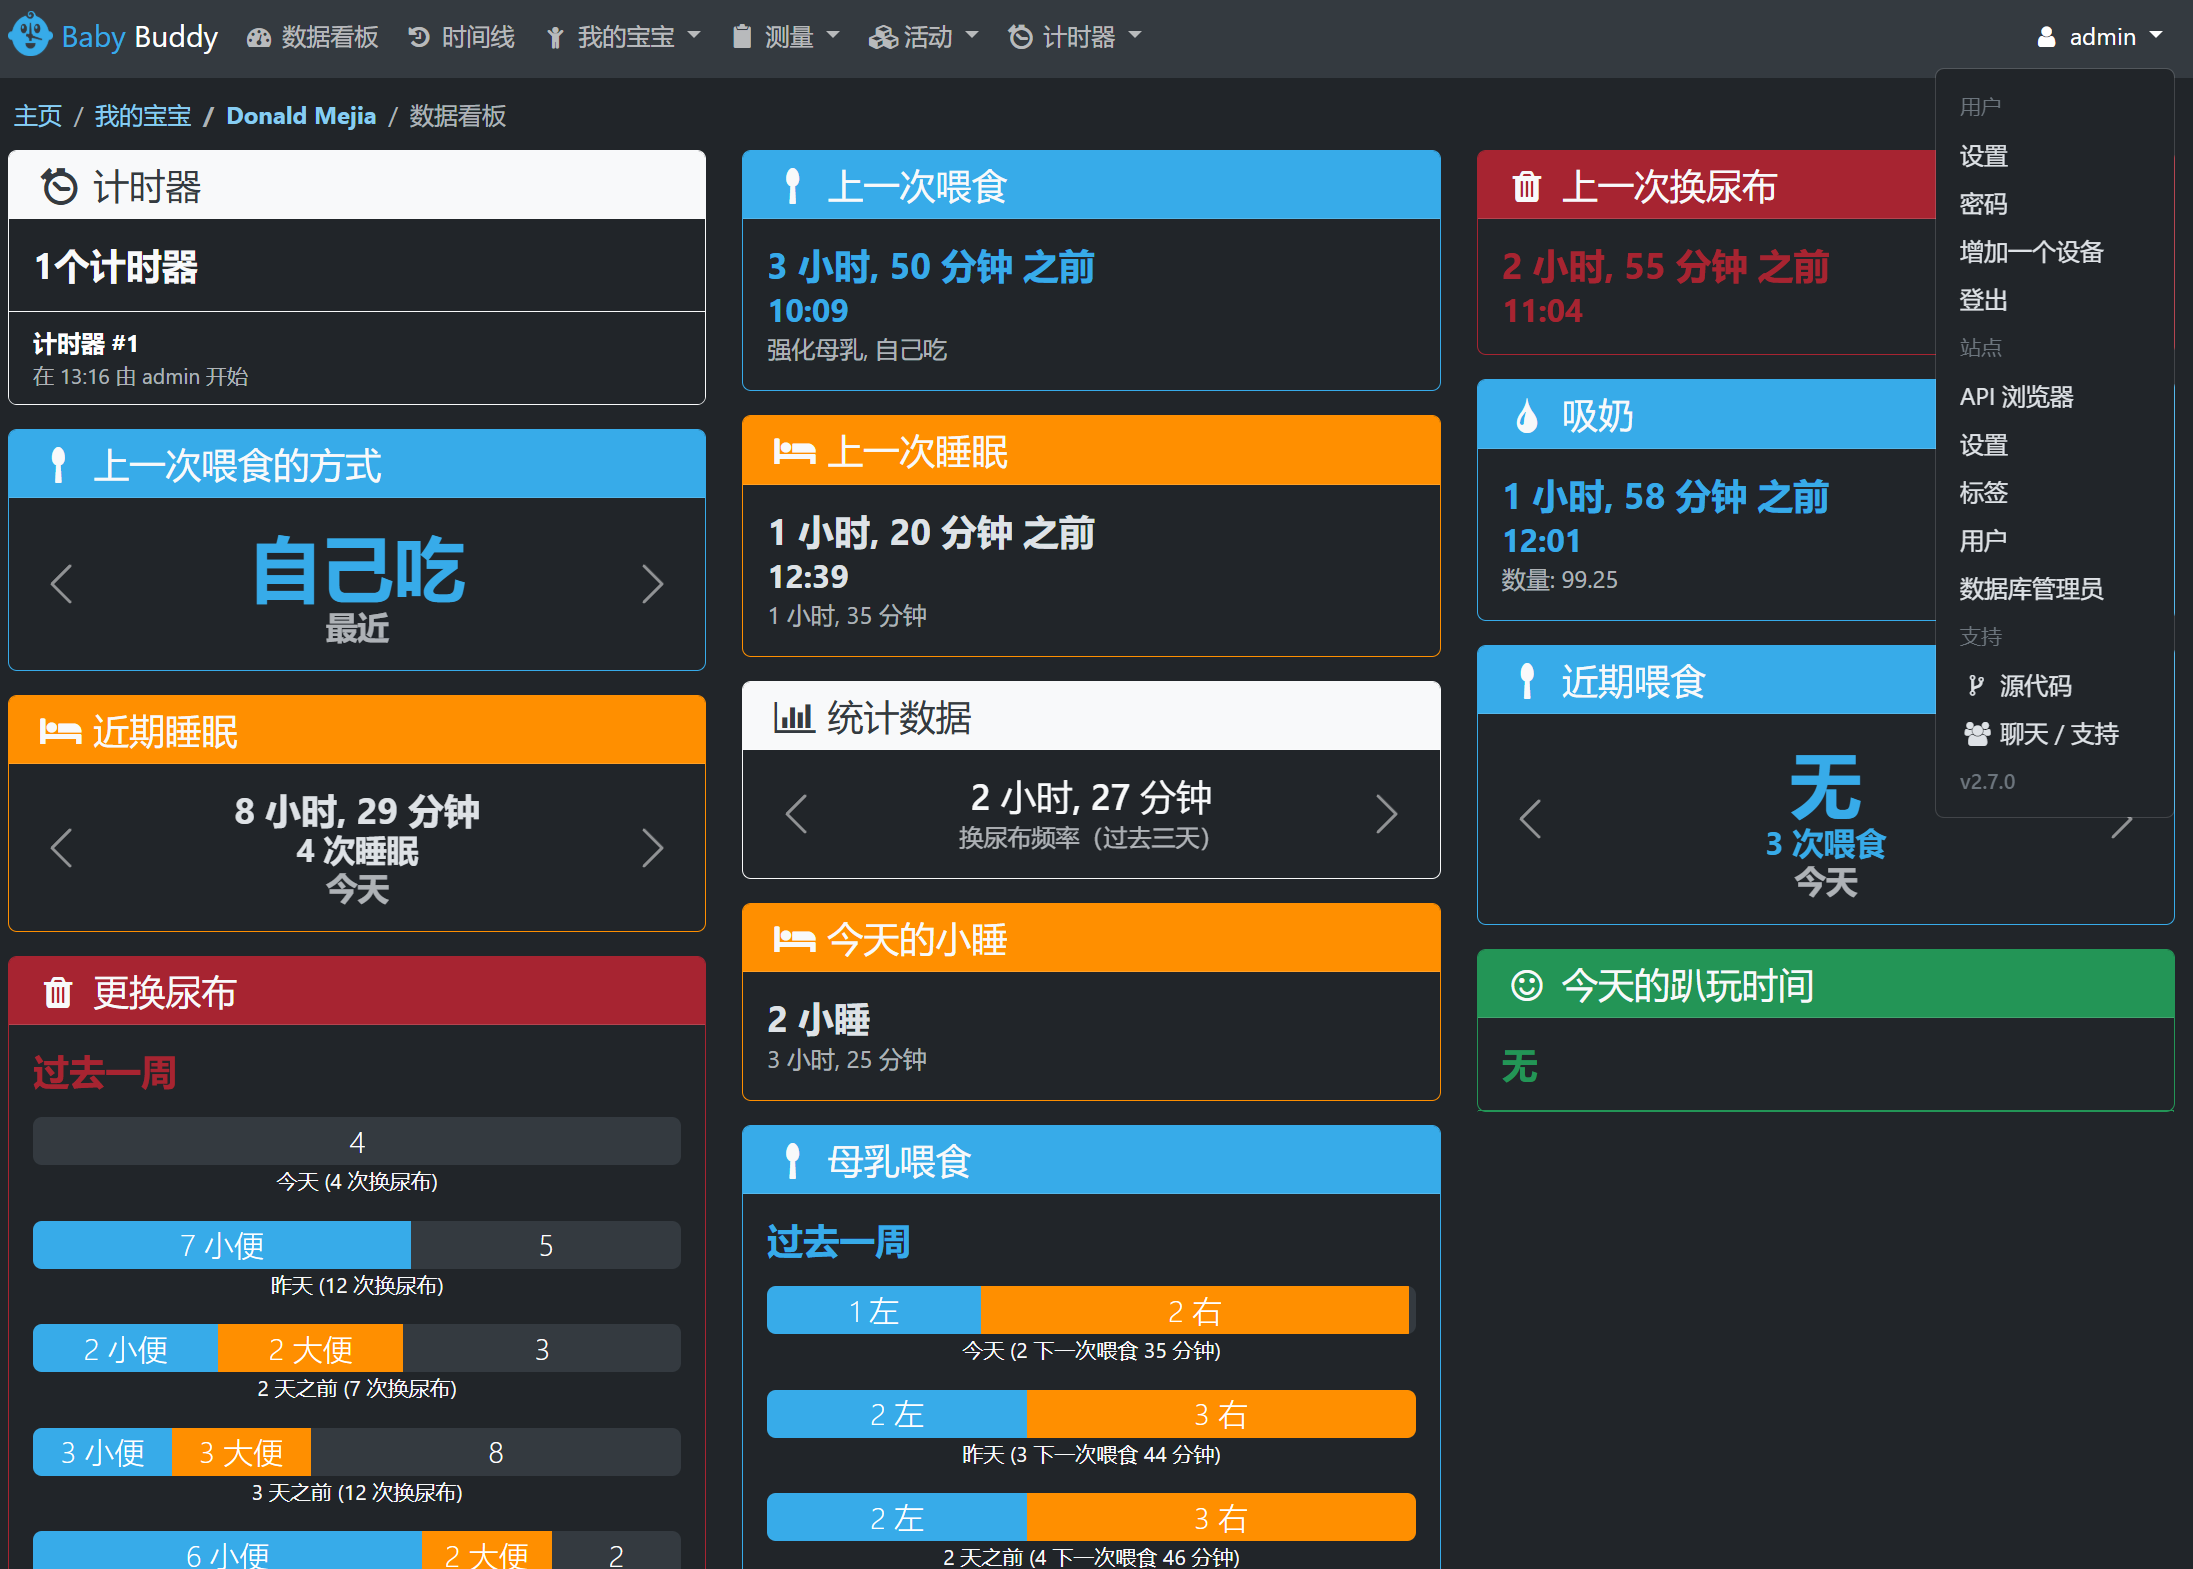 Baby Buddy 数据看板 时间线 我的宝宝 测量 活动 计时器 admin
主页 / 我的宝宝 / Donald Mejia / 数据看板
计时器
1个计时器
计时器 #1
在 13:16 由 admin 开始
上一次喂食的方式
自己吃
最近
近期睡眠
8 小时, 29 分钟
4 次睡眠
今天
更换尿布
过去一周
4
今天 (4 次换尿布)
7 小便 5
昨天 (12 次换尿布)
2 小便 2 大便 3
2 天之前 (7 次换尿布)
3 小便 3 大便 8
3 天之前 (12 次换尿布)
6 小便 2 大便 2
上一次喂食
3 小时, 50 分钟 之前
10:09
强化母乳, 自己吃
上一次睡眠
1 小时, 20 分钟 之前
12:39
1 小时, 35 分钟
统计数据
2 小时, 27 分钟
换尿布频率（过去三天）
今天的小睡
2 小睡
3 小时, 25 分钟
母乳喂食
过去一周
1 左 2 右
今天 (2 下一次喂食 35 分钟)
2 左 3 右
昨天 (3 下一次喂食 44 分钟)
2 左 3 右
2 天之前 (4 下一次喂食 46 分钟)
上一次换尿布
2 小时, 55 分钟 之前
11:04
吸奶
1 小时, 58 分钟 之前
12:01
数量: 99.25
近期喂食
无
3 次喂食
今天
今天的趴玩时间
无
用户
设置
密码
增加一个设备
登出
站点
API 浏览器
设置
标签
用户
数据库管理员
支持
源代码
聊天 / 支持
v2.7.0